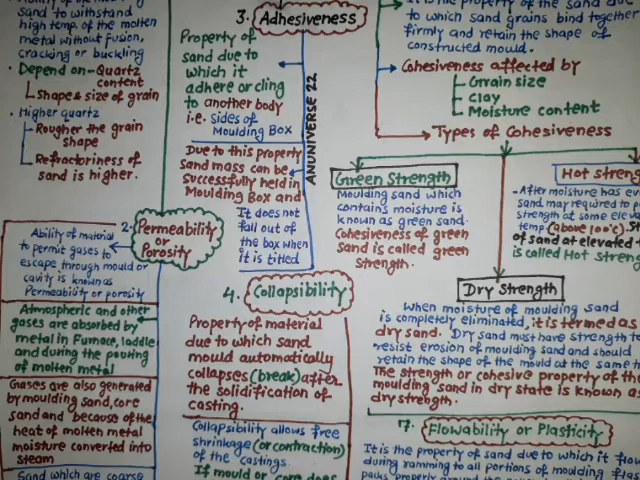 sand to withstand
high temp. of the molten
metal without fusion,
cracking or buckling
• Depend on - Quartz
content
Shape & size of grain
• Higher quartz
Rougher the grain
shape
Refractoriness of
sand is higher.
2. Permeability
or
Porosity
Ability of material
to permit gases to
escape through mould or
cavity is known as
Permeability or porosity
Atmospheric and other
gases are absorbed by
metal in Furnace, laddle
and during the pouring
of molten metal
Gases are also generated
by moulding sand, core
sand and because of the
heat of molten metal
moisture converted into
steam
Sand which are coarse
3. Adhesiveness
Property of
sand due to
which it
adhere or cling
to another body
i.e. Sides of
Moulding Box
Due to this property
Sand mass can be
Successfully held in
Moulding Box and
It does not
fall out of
the box when
it is titled
ANUNIVERSE 22
4. Collapsibility
Property of material
due to which sand
mould automatically
collapses (break) after
the solidification of
casting.
Collapsibility allows free
shrinkage (or contraction)
of the castings.
If mould or core does
It is the property of the sand due
to which sand grains bind together
firmly and retain the shape of
constructed mould.
Cohesiveness affected by
Grain size
Clay
Moisture content
Types of Cohesiveness
Green Strength
Moulding sand which
contains moisture is
known as green sand.
Cohesiveness of green
sand is called green
strength.
Hot Streng
- After moisture has ev
sand may required to p
strength at some ele
temp (above 100°C). St
of sand at elevated
is called Hot streng
Dry Strength
When moisture of moulding sand
is completely eliminated, it is termed as
dry sand. Dry sand must have strength to
resist erosion of moulding sand and should
retain the shape of the mould at the same t
The strength or cohesive property of th
moulding sand in dry state is known as
dry strength.
7. Flowability or Plasticity
It is the property of sand due to which it flow
during ramming to all portions of moulding flas
packs properly around the